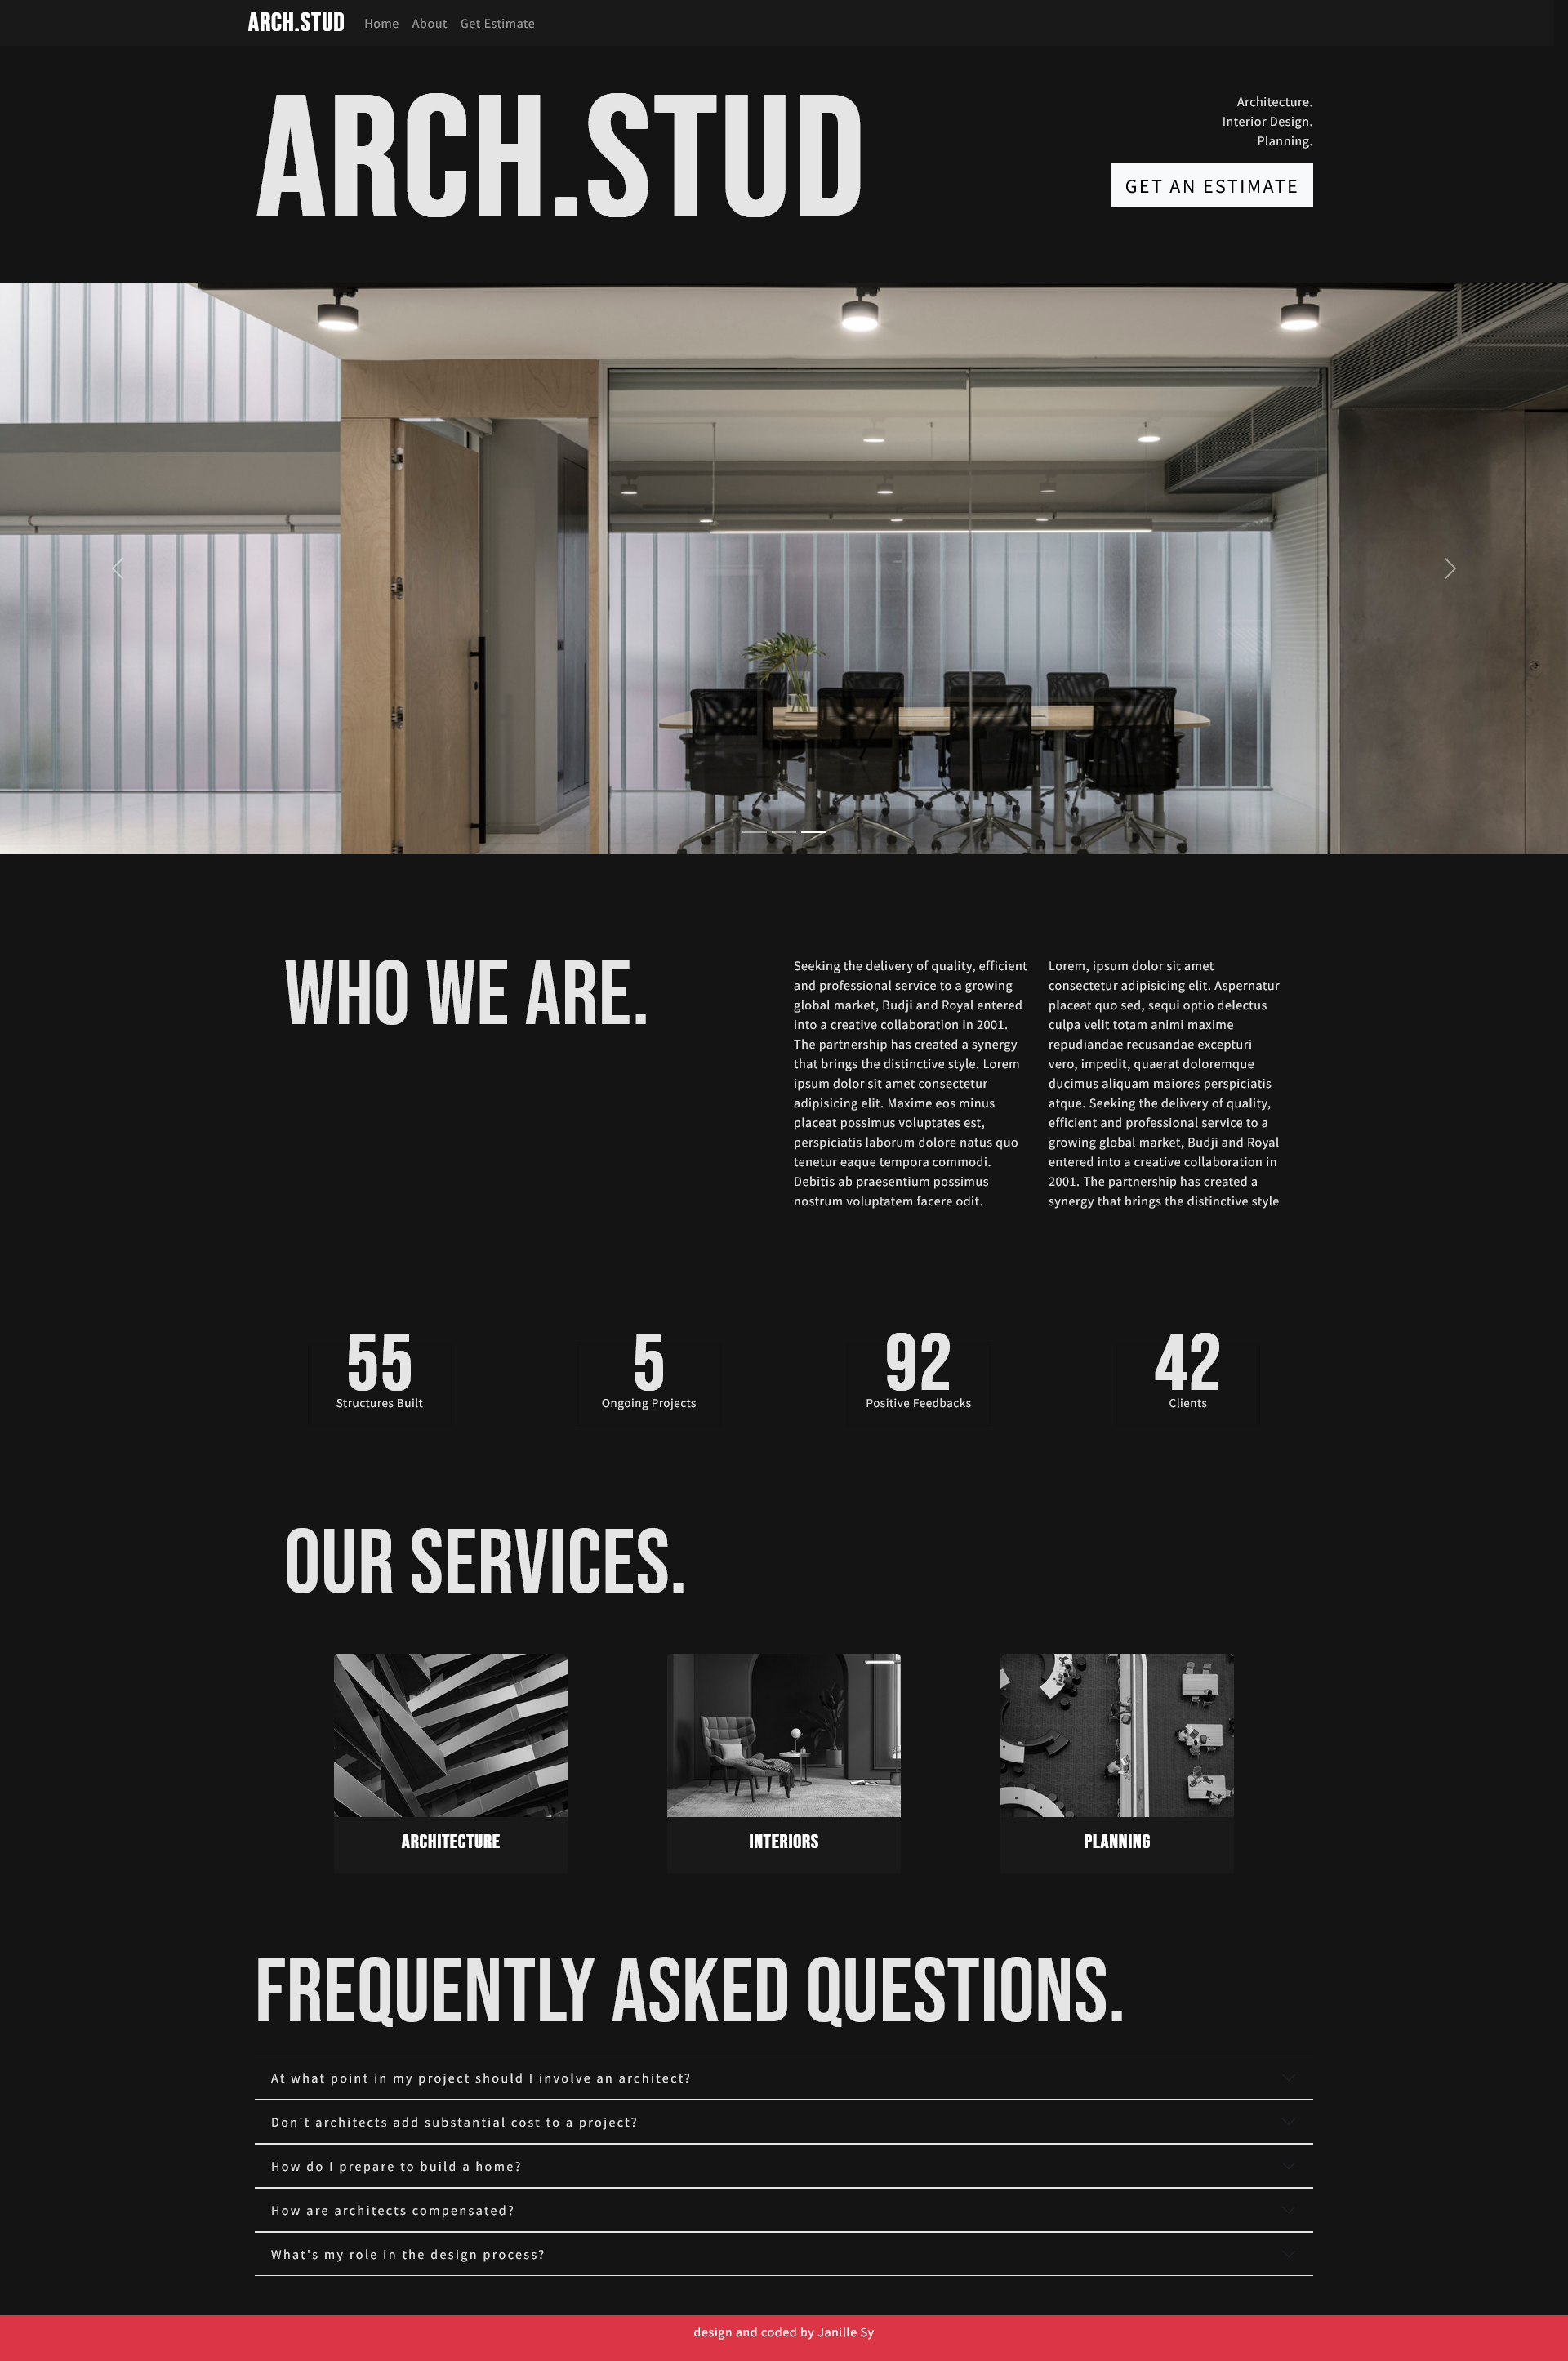 ARCH.STUD Home About Get Estimate
ARCH.STUD
Architecture.
Interior Design.
Planning.
GET AN ESTIMATE
WHO WE ARE.
Seeking the delivery of quality, efficient
and professional service to a growing
global market, Budji and Royal entered
into a creative collaboration in 2001.
The partnership has created a synergy
that brings the distinctive style. Lorem
ipsum dolor sit amet consectetur
adipisicing elit. Maxime eos minus
placeat possimus voluptates est,
perspiciatis laborum dolore natus quo
tenetur eaque tempora commodi.
Debitis ab praesentium possimus
nostrum voluptatem facere odit.
Lorem, ipsum dolor sit amet
consectetur adipisicing elit. Aspernatur
placeat quo sed, sequi optio delectus
culpa velit totam animi maxime
repudiandae recusandae excepturi
vero, impedit, quaerat doloremque
ducimus aliquam maiores perspiciatis
atque. Seeking the delivery of quality,
efficient and professional service to a
growing global market, Budji and Royal
entered into a creative collaboration in
2001. The partnership has created a
synergy that brings the distinctive style
55
Structures Built
5
Ongoing Projects
92
Positive Feedbacks
42
Clients
OUR SERVICES.
ARCHITECTURE
INTERIORS
PLANNING
FREQUENTLY ASKED QUESTIONS.
At what point in my project should I involve an architect?
Don't architects add substantial cost to a project?
How do I prepare to build a home?
How are architects compensated?
What's my role in the design process?
design and coded by Janille Sy